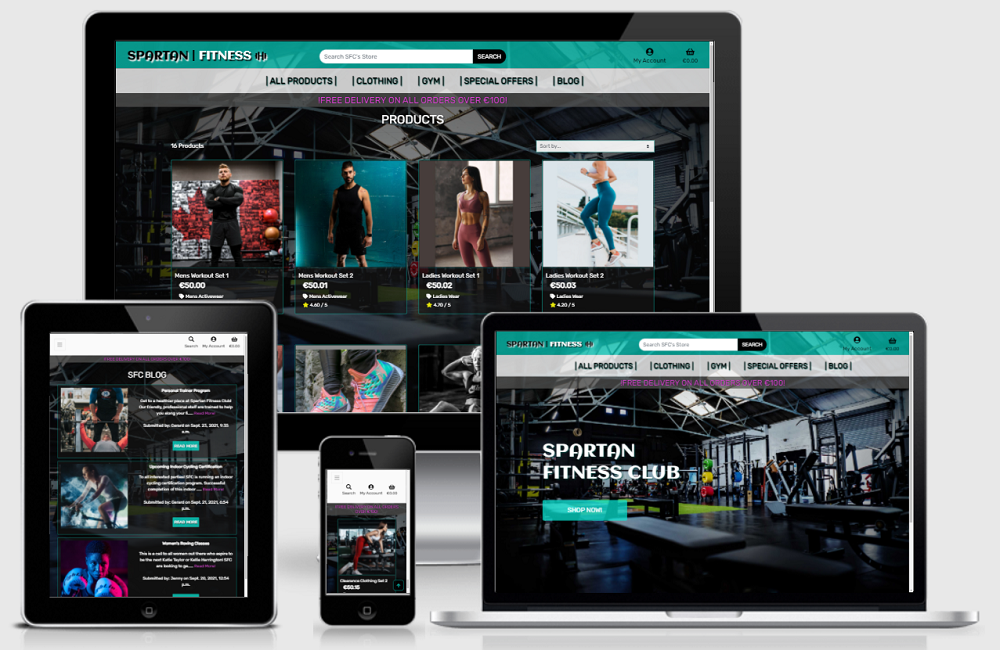 SPARTAN | FITNESS
Search SFC's Store
SEARCH
My Account
€0.00
| ALL PRODUCTS | | CLOTHING | | GYM | | SPECIAL OFFERS | | BLOG |
!FREE DELIVERY ON ALL ORDERS OVER €100!
PRODUCTS
16 Products
Sort by...
Mens Workout Set 1
€50.00
Mens Activewear
Mens Workout Set 2
€50.01
Mens Activewear
4.60 / 5
Ladies Workout Set 1
€50.02
Ladies Wear
4.70 / 5
Ladies Workout Set 2
€50.03
Ladies Wear
4.20 / 5
Search My Account €0.00
SFC BLOG
Personal Trainer Program
Get to a healthier place at Spartan Fitness Club!
Our friendly, professional staff are trained to help
you along your fi..... Read More!
Submitted by: Gerard on Sept. 23, 2021,
p.m.
READ MORE
Upcoming Indoor Cycling Certification
To all interested parties! SFC is running an indoor
cycling certification program. Successful
completion of this indoor ..... Read More!
Submitted by: Gerard on Sept. 21, 2021,
p.m.
READ MORE
Women's Boxing Classes
This is a call to all women out there who aspire to
be the next Katie Taylor or Kellie Harrington! SFC
are looking to ga..... Read More!
Submitted by: Jenny on Sept. 20, 2021,
p.m.
Search My Account €0.00
Clearance Clothing Set 2
SPARTAN | FITNESS
Search SFC's Store
SEARCH
My Account
€0.00
| ALL PRODUCTS | | CLOTHING | | GYM | | SPECIAL OFFERS | | BLOG |
!FREE DELIVERY ON ALL ORDERS OVER €100!
SPARTAN
FITNESS CLUB
SHOP NOW!